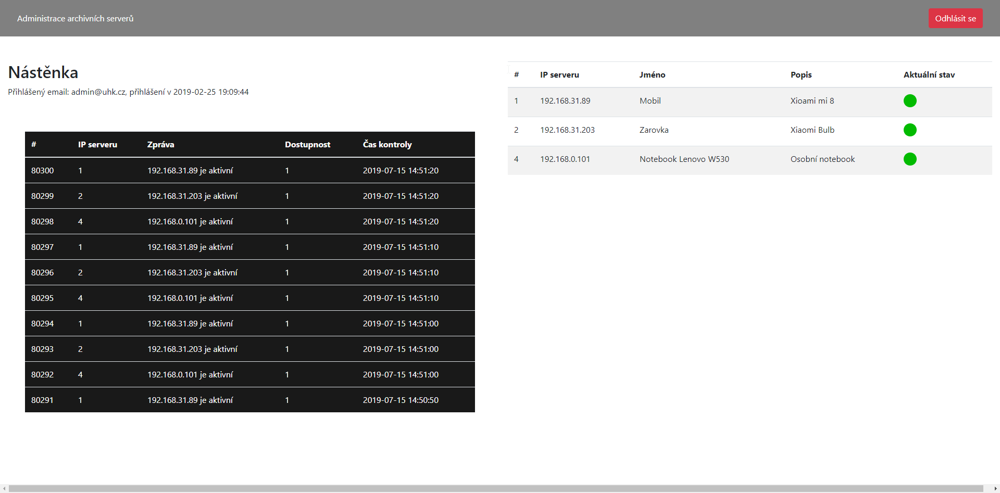 Administrace archivních serverů
Odhlásit se
Nástěnka
Přihlášený email: admin@uhk.cz, přihlášení v 2019-02-25 19:09:44
# IP serveru Zpráva Dostupnost Čas kontroly
80300 1 192.168.31.89 je aktivní 1 2019-07-15 14:51:20
80299 2 192.168.31.203 je aktivní 1 2019-07-15 14:51:20
80298 4 192.168.0.101 je aktivní 1 2019-07-15 14:51:20
80297 1 192.168.31.89 je aktivní 1 2019-07-15 14:51:10
80296 2 192.168.31.203 je aktivní 1 2019-07-15 14:51:10
80295 4 192.168.0.101 je aktivní 1 2019-07-15 14:51:10
80294 1 192.168.31.89 je aktivní 1 2019-07-15 14:51:00
80293 2 192.168.31.203 je aktivní 1 2019-07-15 14:51:00
80292 4 192.168.0.101 je aktivní 1 2019-07-15 14:51:00
80291 1 192.168.31.89 je aktivní 1 2019-07-15 14:50:50
# IP serveru Jméno Popis Aktuální stav
1 192.168.31.89 Mobil Xioami mi 8
2 192.168.31.203 Zarovka Xiaomi Bulb
4 192.168.0.101 Notebook Lenovo W530 Osobní notebook